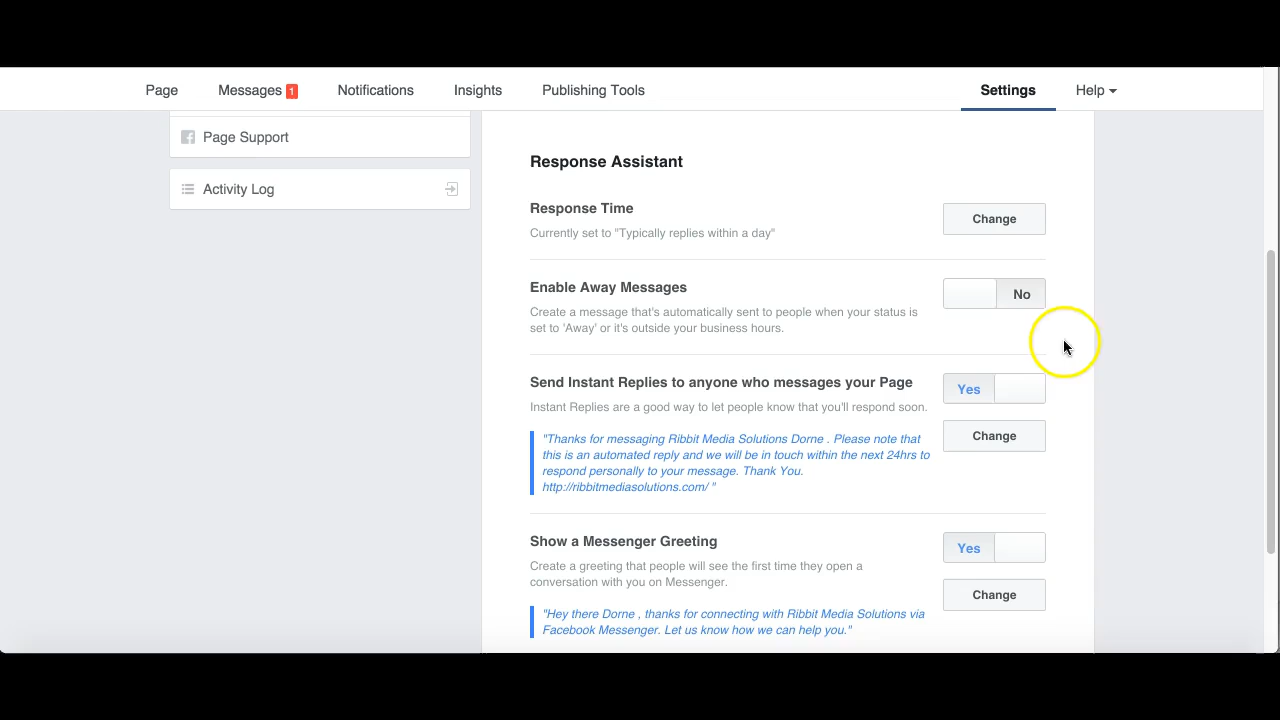 Page Messages 1 Notifications Insights Publishing Tools Settings Help
Page Support
Activity Log
Response Assistant
Response Time
Currently set to "Typically replies within a day"
Change
Enable Away Messages
Create a message that's automatically sent to people when your status is
set to 'Away' or it's outside your business hours.
No
Send Instant Replies to anyone who messages your Page
Instant Replies are a good way to let people know that you'll respond soon.
Yes
Change
"Thanks for messaging Ribbit Media Solutions Dorne . Please note that
this is an automated reply and we will be in touch within the next 24hrs to
respond personally to your message. Thank You.
http://ribbitmediasolutions.com/ "
Show a Messenger Greeting
Create a greeting that people will see the first time they open a
conversation with you on Messenger.
Yes
Change
"Hey there Dorne , thanks for connecting with Ribbit Media Solutions via
Facebook Messenger. Let us know how we can help you."